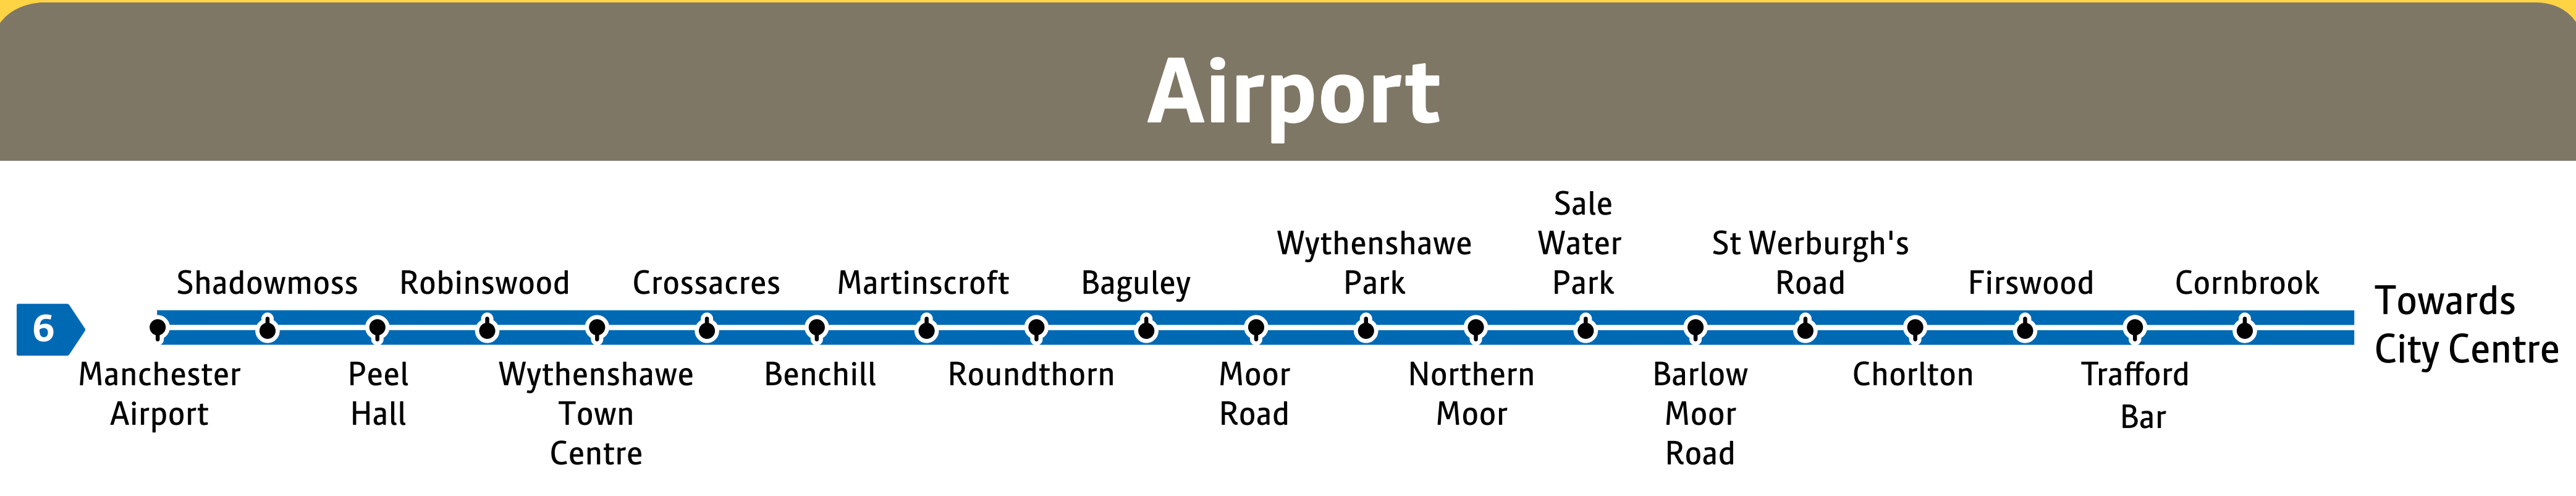 Airport
6
Manchester
Airport
Shadowmoss
Peel
Hall
Robinswood
Wythenshawe
Town
Centre
Crossacres
Benchill
Martinscroft
Roundthorn
Baguley
Moor
Road
Wythenshawe
Park
Northern
Moor
Sale
Water
Park
Barlow
Moor
Road
St Werburgh's
Road
Chorlton
Firswood
Trafford
Bar
Cornbrook
Towards
City Centre